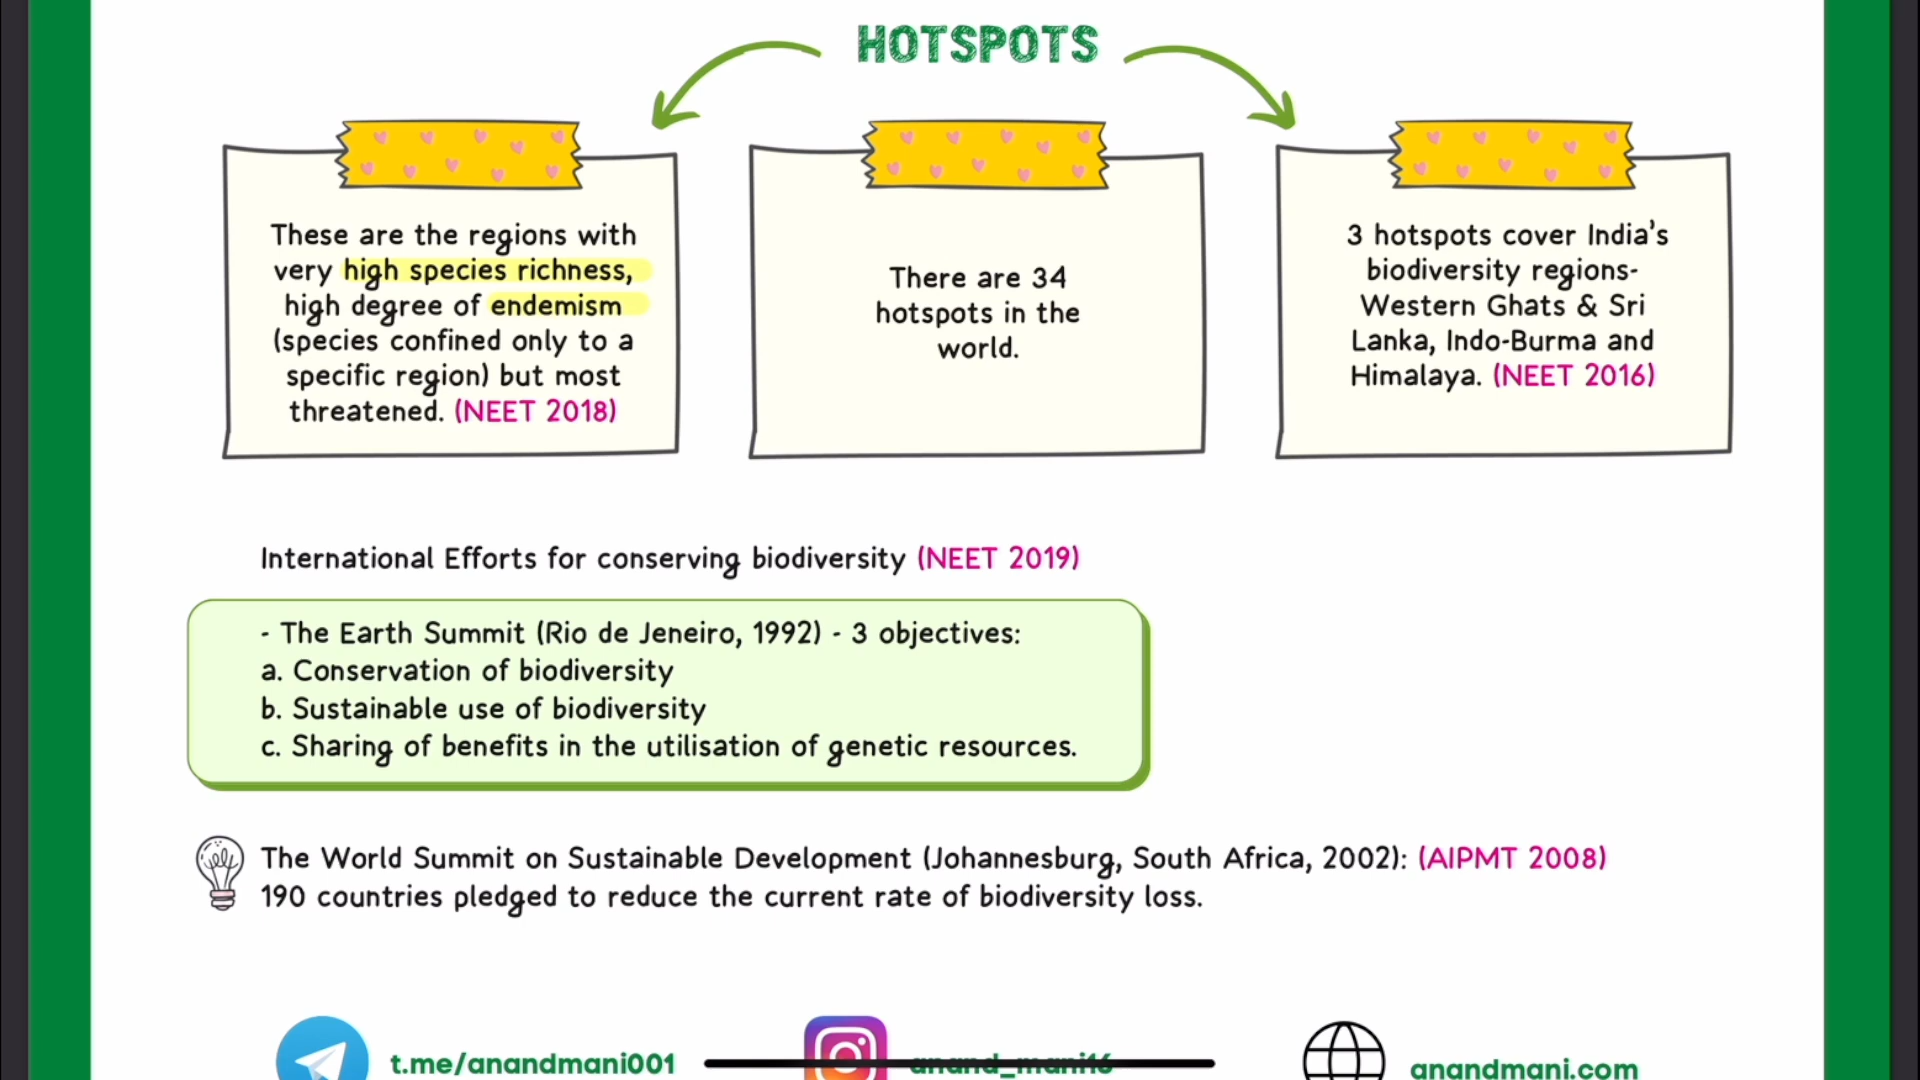 HOTSPOTS
These are the regions with
very high species richness,
high degree of endemism
(species confined only to a
specific region) but most
threatened. (NEET 2018)
There are 34
hotspots in the
world.
3 hotspots cover India's
biodiversity regions-
Western Ghats & Sri
Lanka, Indo-Burma and
Himalaya. (NEET 2016)
International Efforts for conserving biodiversity (NEET 2019)
- The Earth Summit (Rio de Jeneiro, 1992) - 3 objectives:
a. Conservation of biodiversity
b. Sustainable use of biodiversity
c. Sharing of benefits in the utilisation of genetic resources.
The World Summit on Sustainable Development (Johannesburg, South Africa, 2002): (AIPMT 2008)
190 countries pledged to reduce the current rate of biodiversity loss.
t.me/anandmani001
anand_mani16
anandmani.com